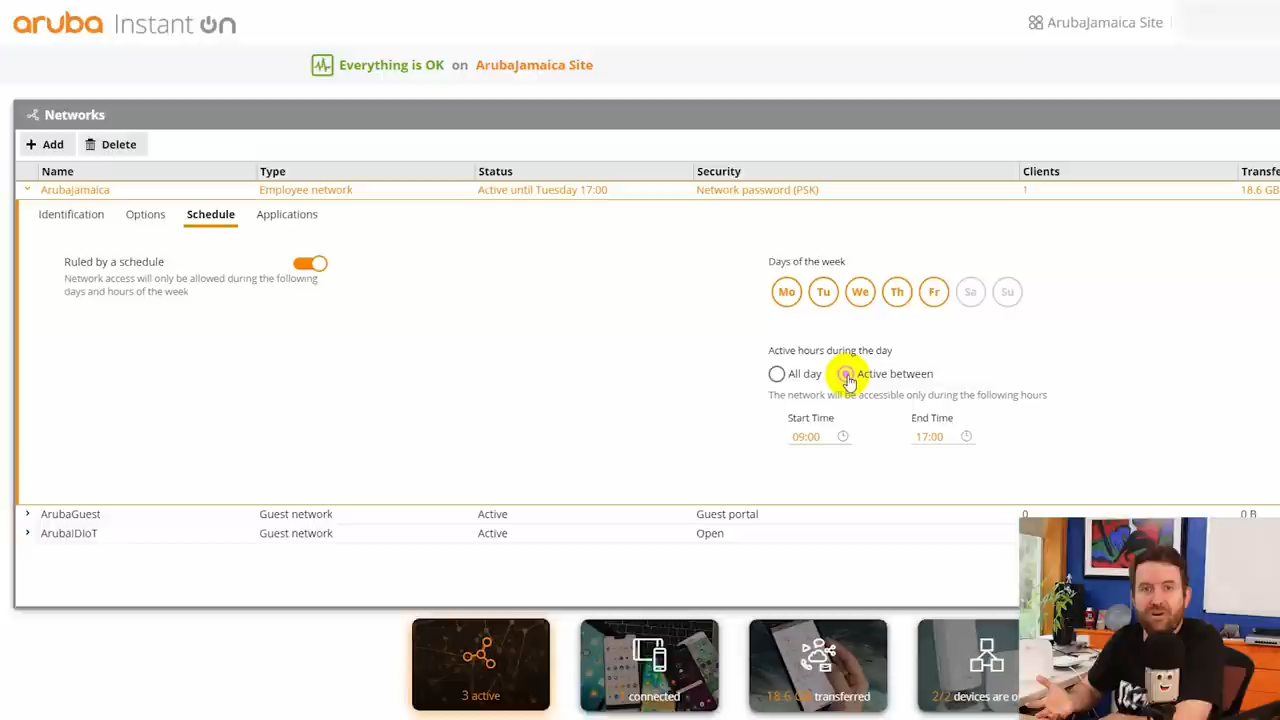 aruba Instant On
ArubaJamaica Site
Everything is OK on ArubaJamaica Site
Networks
Add Delete
Name Type Status Security Clients Transfe
ArubaJamaica Employee network Active until Tuesday 17:00 Network password (PSK) 1 18.6 GB
Identification Options Schedule Applications
Ruled by a schedule
Network access will only be allowed during the following
days and hours of the week
Days of the week
Mo Tu We Th Fr Sa Su
Active hours during the day
All day Active between
The network will be accessible only during the following hours
Start Time End Time
09:00 17:00
ArubaGuest Guest network Active Guest portal 0 0 B
ArubaIDIoT Guest network Active Open
3 active connected 18.6 GB transferred 2/2 devices are o